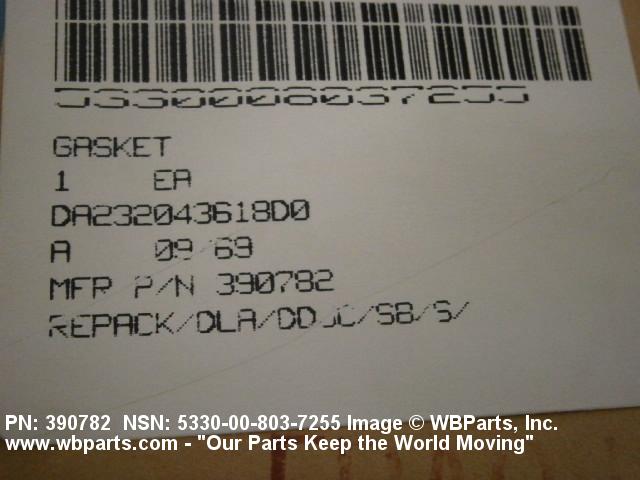 5330008037255
GASKET
1 EA
DA232043618D0
A 09/69
MFR P/N 390782
REPACK/DLA/DDJC/SB/S/
PN: 390782 NSN: 5330-00-803-7255 Image © WBParts, Inc.
www.wbparts.com - "Our Parts Keep the World Moving"